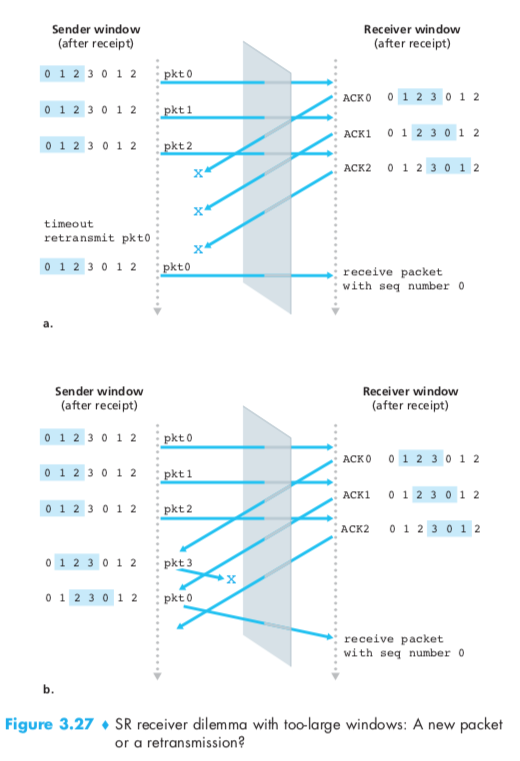 Sender window
(after receipt)
Receiver window
(after receipt)
0 1 2 3 0 1 2
pkt0
ACK0 0 1 2 3 0 1 2
0 1 2 3 0 1 2
pkt1
ACK1 0 1 2 3 0 1 2
0 1 2 3 0 1 2
pkt2
ACK2 0 1 2 3 0 1 2
X
X
timeout
retransmit pkt0
X
0 1 2 3 0 1 2
pkt0
receive packet
with seq number 0
a.
Sender window
(after receipt)
Receiver window
(after receipt)
0 1 2 3 0 1 2
pkt0
ACK0 0 1 2 3 0 1 2
0 1 2 3 0 1 2
pkt1
ACK1 0 1 2 3 0 1 2
0 1 2 3 0 1 2
pkt2
ACK2 0 1 2 3 0 1 2
0 1 2 3 0 1 2
pkt3
X
0 1 2 3 0 1 2
pkt0
receive packet
with seq number 0
b.
Figure 3.27 ♦ SR receiver dilemma with too-large windows: A new packet
or a retransmission?